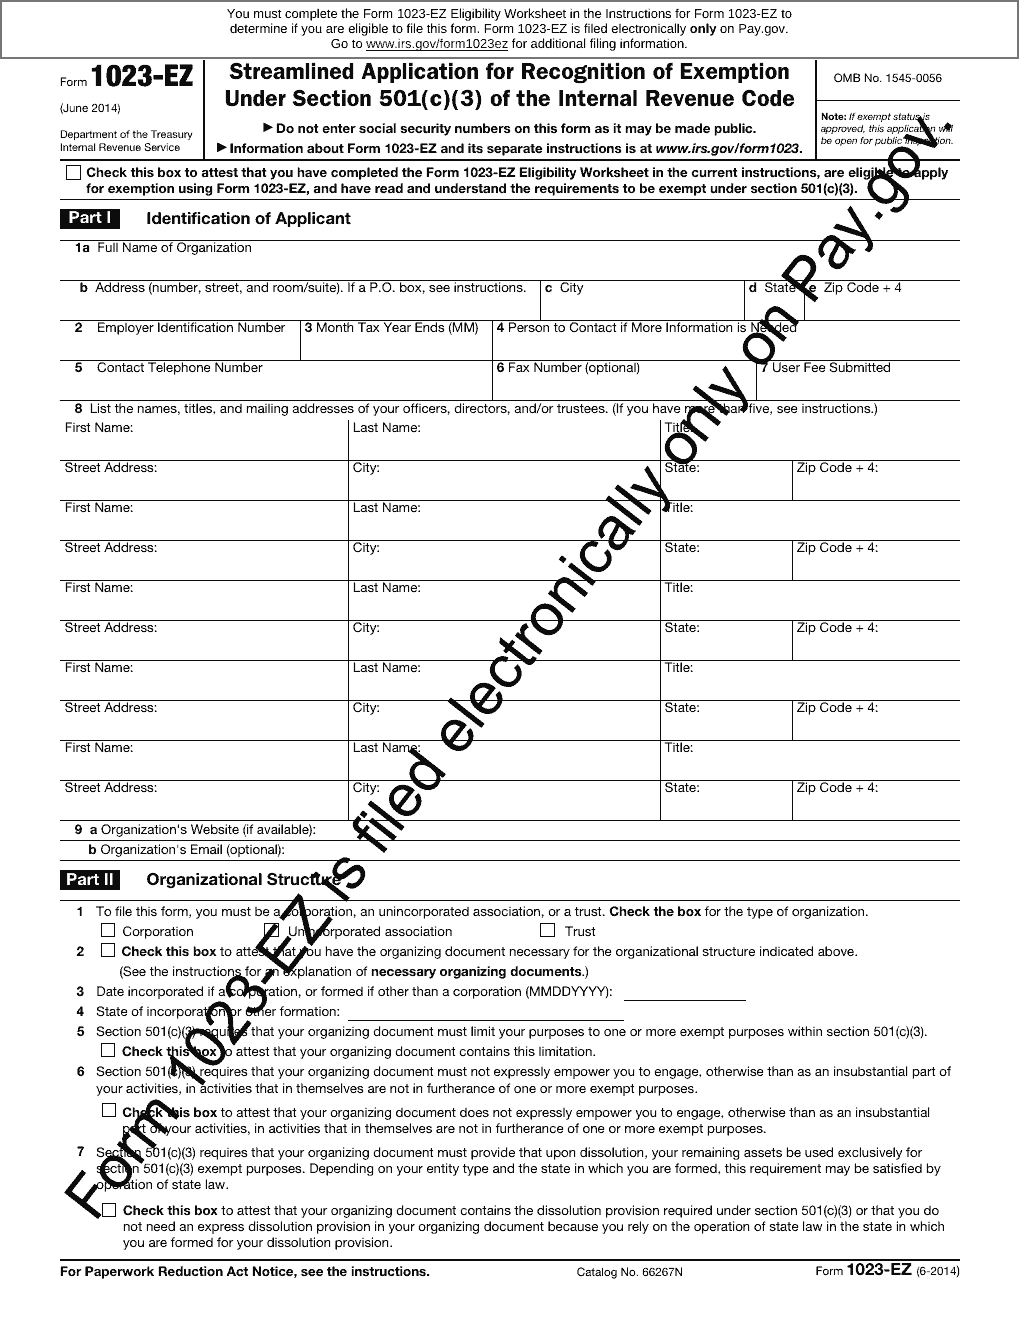 You must complete the Form 1023-EZ Eligibility Worksheet in the Instructions for Form 1023-EZ to
determine if you are eligible to file this form. Form 1023-EZ is filed electronically only on Pay.gov.
Go to www.irs.gov/form1023ez for additional filing information.
Form 1023-EZ
(June 2014)
Department of the Treasury
Internal Revenue Service
Streamlined Application for Recognition of Exemption
Under Section 501(c)(3) of the Internal Revenue Code
▶ Do not enter social security numbers on this form as it may be made public.
▶ Information about Form 1023-EZ and its separate instructions is at www.irs.gov/form1023.
OMB No. 1545-0056
Note: If exempt status is
approved, this application will
be open for public inspection.
Check this box to attest that you have completed the Form 1023-EZ Eligibility Worksheet in the current instructions, are eligible to apply
for exemption using Form 1023-EZ, and have read and understand the requirements to be exempt under section 501(c)(3).
Part I Identification of Applicant
1a Full Name of Organization
b Address (number, street, and room/suite). If a P.O. box, see instructions. c City d State e Zip Code + 4
2 Employer Identification Number 3 Month Tax Year Ends (MM) 4 Person to Contact if More Information is Needed
5 Contact Telephone Number 6 Fax Number (optional) 7 User Fee Submitted
8 List the names, titles, and mailing addresses of your officers, directors, and/or trustees. (If you have more than five, see instructions.)
First Name: Last Name: Title:
Street Address: City: State: Zip Code + 4:
First Name: Last Name: Title:
Street Address: City: State: Zip Code + 4:
First Name: Last Name: Title:
Street Address: City: State: Zip Code + 4:
First Name: Last Name: Title:
Street Address: City: State: Zip Code + 4:
First Name: Last Name: Title:
Street Address: City: State: Zip Code + 4:
9 a Organization's Website (if available):
b Organization's Email (optional):
Part II Organizational Structure
1 To file this form, you must be a corporation, an unincorporated association, or a trust. Check the box for the type of organization.
Corporation Unincorporated association Trust
2 Check this box to attest that you have the organizing document necessary for the organizational structure indicated above.
(See the instructions for an explanation of necessary organizing documents.)
3 Date incorporated if a corporation, or formed if other than a corporation (MMDDYYYY):
4 State of incorporation or other formation:
5 Section 501(c)(3) requires that your organizing document must limit your purposes to one or more exempt purposes within section 501(c)(3).
Check this box to attest that your organizing document contains this limitation.
6 Section 501(c)(3) requires that your organizing document must not expressly empower you to engage, otherwise than as an insubstantial part of
your activities, in activities that in themselves are not in furtherance of one or more exempt purposes.
Check this box to attest that your organizing document does not expressly empower you to engage, otherwise than as an insubstantial
part of your activities, in activities that in themselves are not in furtherance of one or more exempt purposes.
7 Section 501(c)(3) requires that your organizing document must provide that upon dissolution, your remaining assets be used exclusively for
section 501(c)(3) exempt purposes. Depending on your entity type and the state in which you are formed, this requirement may be satisfied by
operation of state law.
Check this box to attest that your organizing document contains the dissolution provision required under section 501(c)(3) or that you do
not need an express dissolution provision in your organizing document because you rely on the operation of state law in the state in which
you are formed for your dissolution provision.
For Paperwork Reduction Act Notice, see the instructions. Catalog No. 66267N Form 1023-EZ (6-2014)
Form 1023-EZ is filed electronically only on Pay.gov.